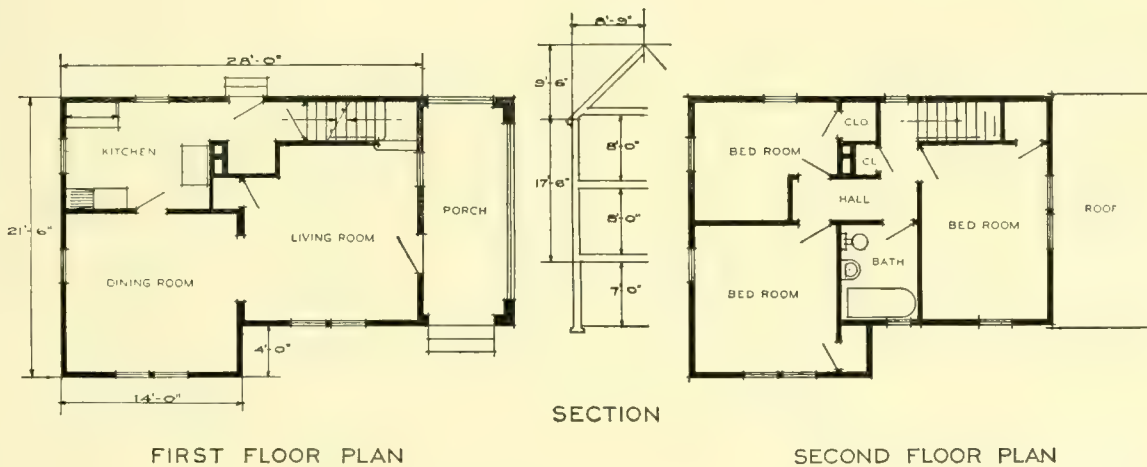 28'-0"
KITCHEN
21'-6"
LIVING ROOM
PORCH
DINING ROOM
4'-0"
14'-0"
FIRST FLOOR PLAN
8'-9"
9'-6"
8'-0"
17'-6"
8'-0"
7'-0"
SECTION
CLO
BED ROOM
CL
HALL
ROOF
BED ROOM
BATH
BED ROOM
SECOND FLOOR PLAN